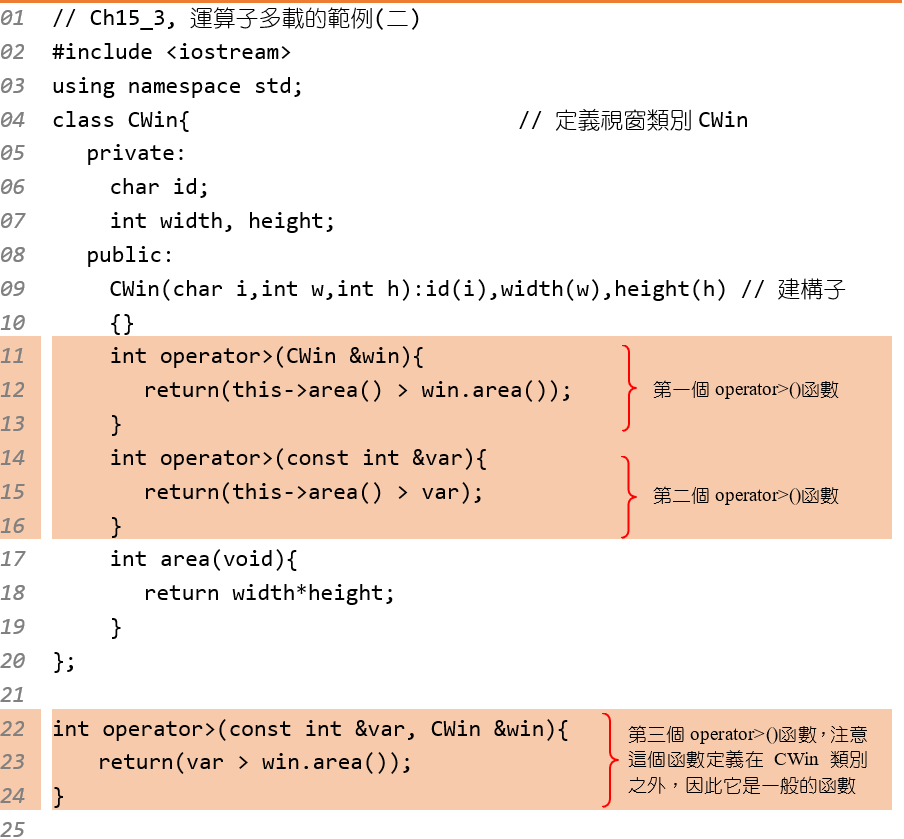 01 // Ch15_3, 運算子多載的範例(二)
02 #include <iostream>
03 using namespace std;
04 class CWin{ // 定義視窗類別 CWin
05 private:
06 char id;
07 int width, height;
08 public:
09 CWin(char i,int w,int h):id(i),width(w),height(h) // 建構子
10 {}
11 int operator>(CWin &win){
12 return(this->area() > win.area()); 第一個 operator>()函數
13 }
14 int operator>(const int &var){
15 return(this->area() > var); 第二個 operator>()函數
16 }
17 int area(void){
18 return width*height;
19 }
20 };
21
22 int operator>(const int &var, CWin &win){ 第三個 operator>()函數，注意
23 return(var > win.area()); 這個函數定義在 CWin 類別
24 } 之外，因此它是一般的函數
25